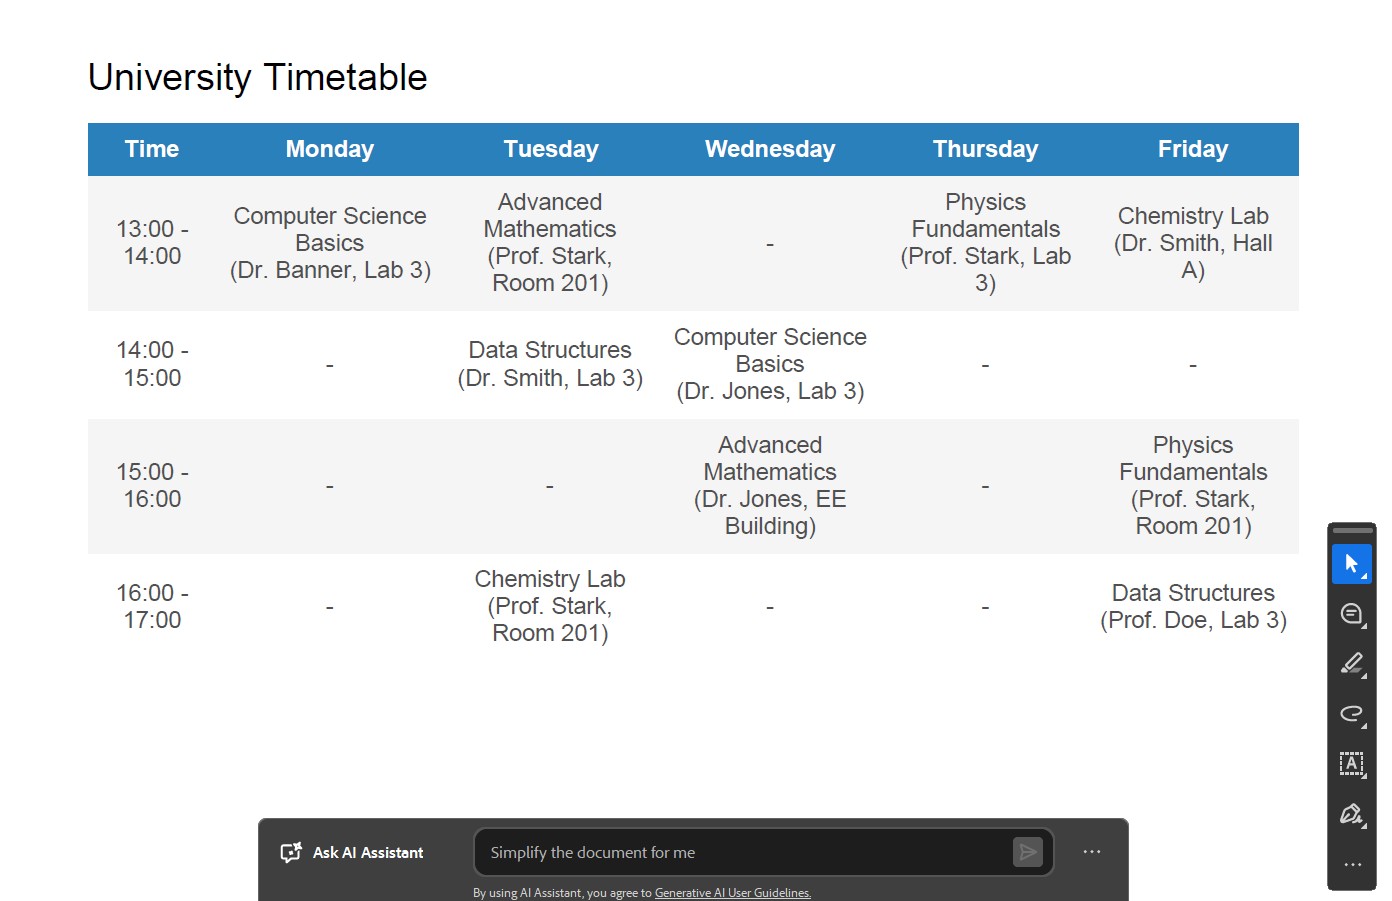 University Timetable
Time Monday Tuesday Wednesday Thursday Friday
13:00 -
14:00
Computer Science
Basics
(Dr. Banner, Lab 3)
Advanced
Mathematics
(Prof. Stark,
Room 201)
-
Physics
Fundamentals
(Prof. Stark, Lab
3)
Chemistry Lab
(Dr. Smith, Hall
A)
14:00 -
15:00
-
Data Structures
(Dr. Smith, Lab 3)
Computer Science
Basics
(Dr. Jones, Lab 3)
-
-
15:00 -
16:00
-
-
Advanced
Mathematics
(Dr. Jones, EE
Building)
-
Physics
Fundamentals
(Prof. Stark,
Room 201)
16:00 -
17:00
-
Chemistry Lab
(Prof. Stark,
Room 201)
-
-
Data Structures
(Prof. Doe, Lab 3)
A
Ask AI Assistant
Simplify the document for me
By using AI Assistant, you agree to Generative AI User Guidelines.